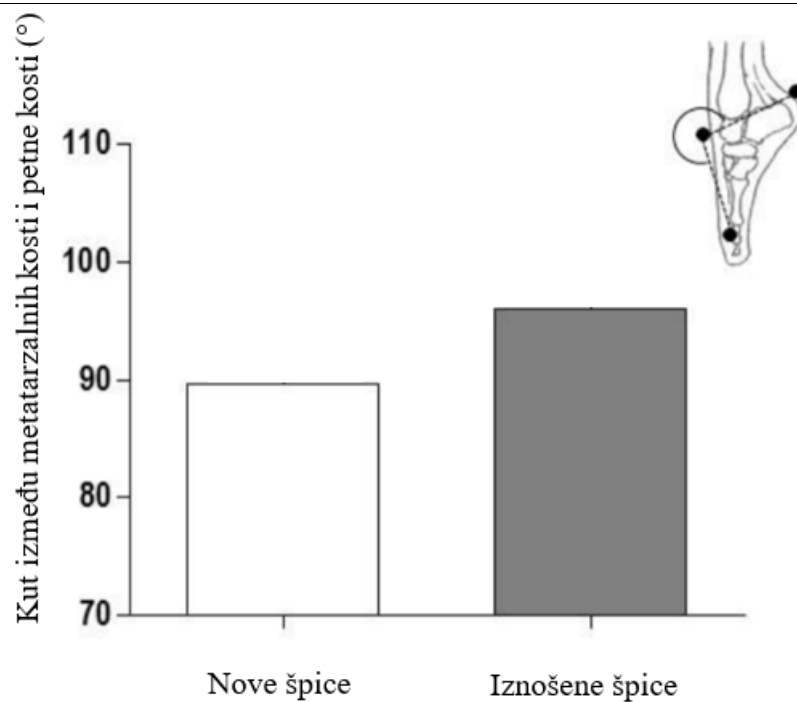 Kut između metatarzalnih kosti i petne kosti (°)
110
100
90
80
70
Nove špice
Iznošene špice